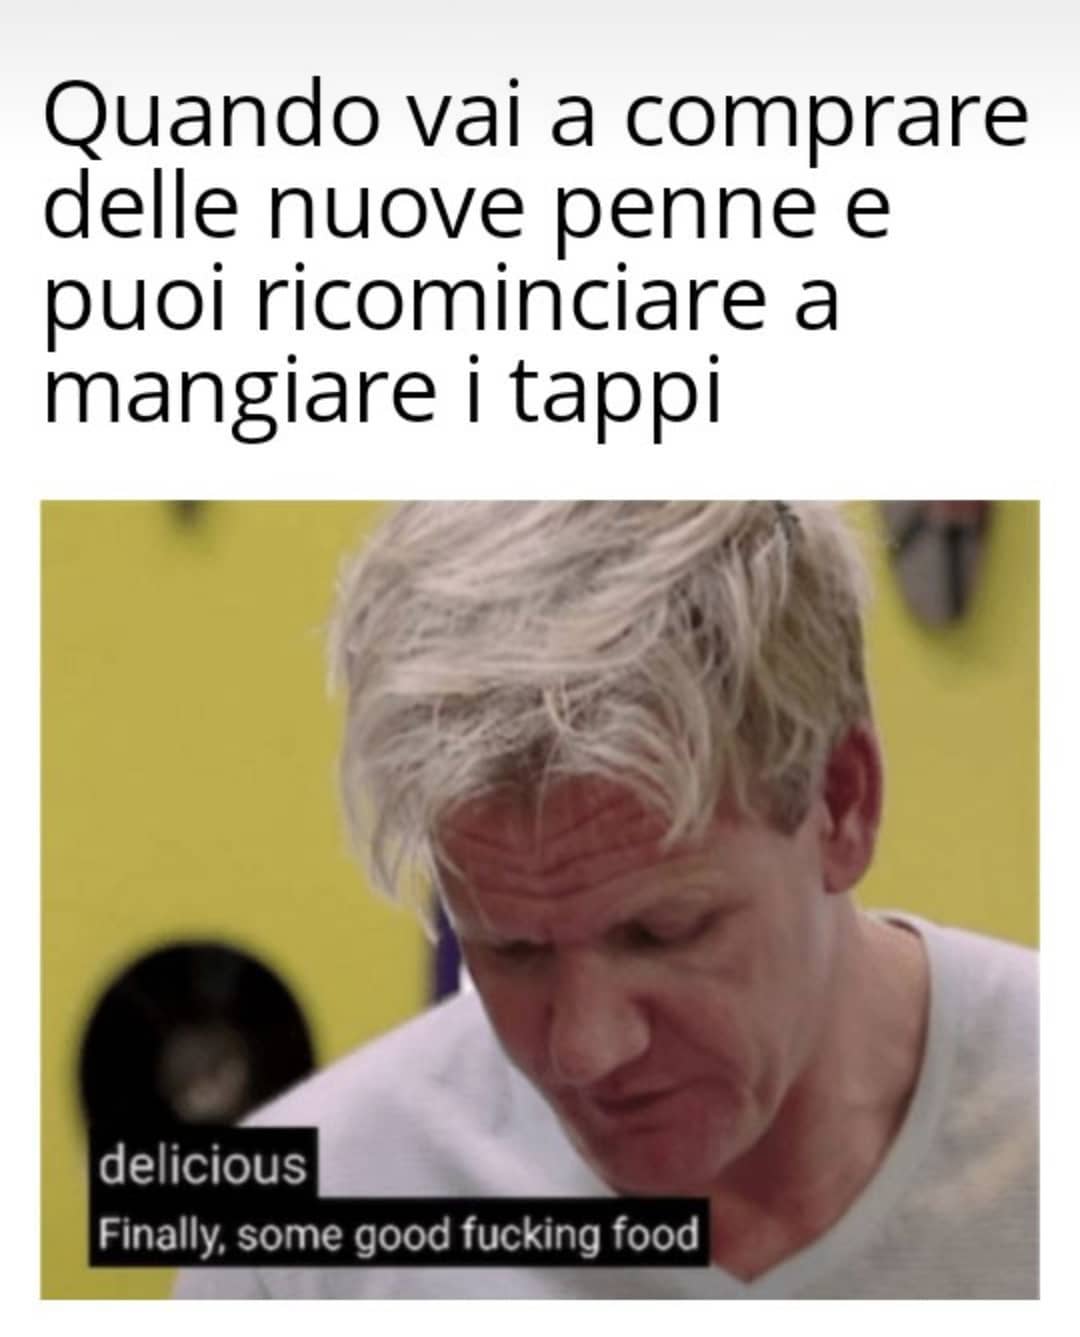 Quando vai a comprare
delle nuove penne e
puoi ricominciare a
mangiare i tappi
delicious
Finally, some good fucking food